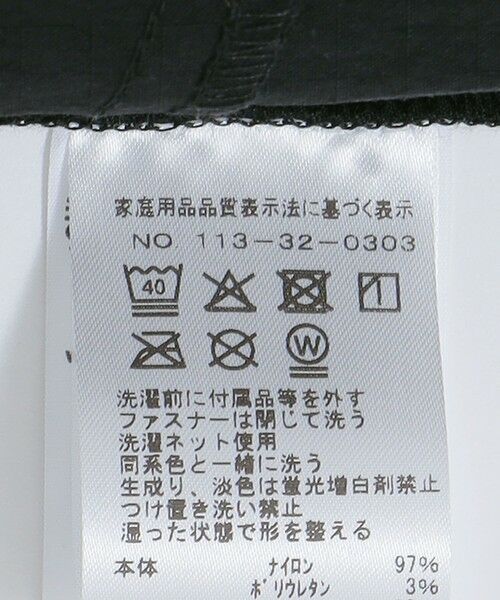 家庭用品品質表示法に基づく表示
NO 113-32-0303
40
W
洗濯前に付属品等を外す
ファスナーは閉じて洗う
洗濯ネット使用
同系色と一緒に洗う
生成り、淡色は蛍光増白剤禁止
つけ置き洗い禁止
湿った状態で形を整える
本体 ナイロン 97%
ポリウレタン 3%